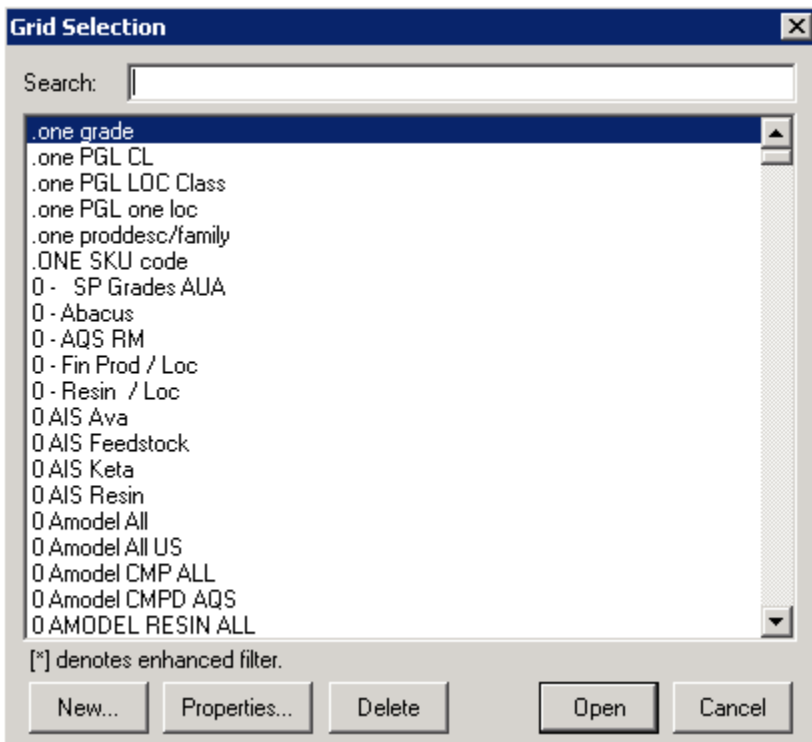 Grid Selection
Search:
.one grade
.one PGL CL
.one PGL LOC Class
.one PGL one loc
.one proddesc/family
.ONE SKU code
0 -   SP Grades AUA
0 - Abacus
0 - AQS RM
0 - Fin Prod / Loc
0 - Resin  / Loc
0 AIS Ava
0 AIS Feedstock
0 AIS Keta
0 AIS Resin
0 Amodel All
0 Amodel All US
0 Amodel CMP ALL
0 Amodel CMPD AQS
0 AMODEL RESIN ALL
[*] denotes enhanced filter.
New... Properties... Delete Open Cancel